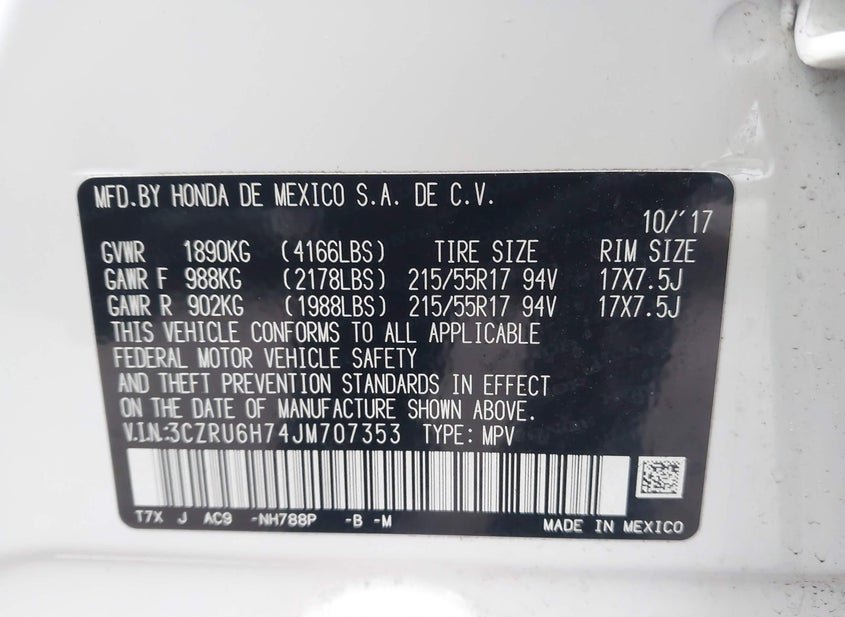 MFD.BY HONDA DE MEXICO S.A. DE C.V.
10/'17
GVWR 1890KG (4166LBS) TIRE SIZE RIM SIZE
GAWR F 988KG (2178LBS) 215/55R17 94V 17X7.5J
GAWR R 902KG (1988LBS) 215/55R17 94V 17X7.5J
THIS VEHICLE CONFORMS TO ALL APPLICABLE
FEDERAL MOTOR VEHICLE SAFETY
AND THEFT PREVENTION STANDARDS IN EFFECT
ON THE DATE OF MANUFACTURE SHOWN ABOVE.
V.I.N.:3CZRU6H74JM707353 TYPE: MPV
T7X J AC9 -NH788P -B -M MADE IN MEXICO